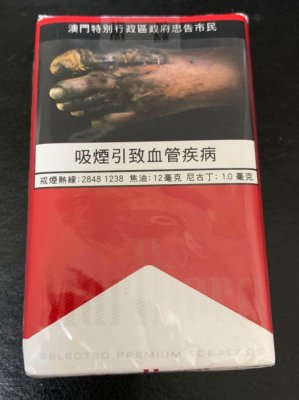 澳門特別行政區政府忠告市民
吸煙引致血管疾病
戒煙熱線:2848 1238 焦油:12毫克 尼古丁:1.0 毫克
Marlboro
SELECTED PREMIUM TOBACCOS